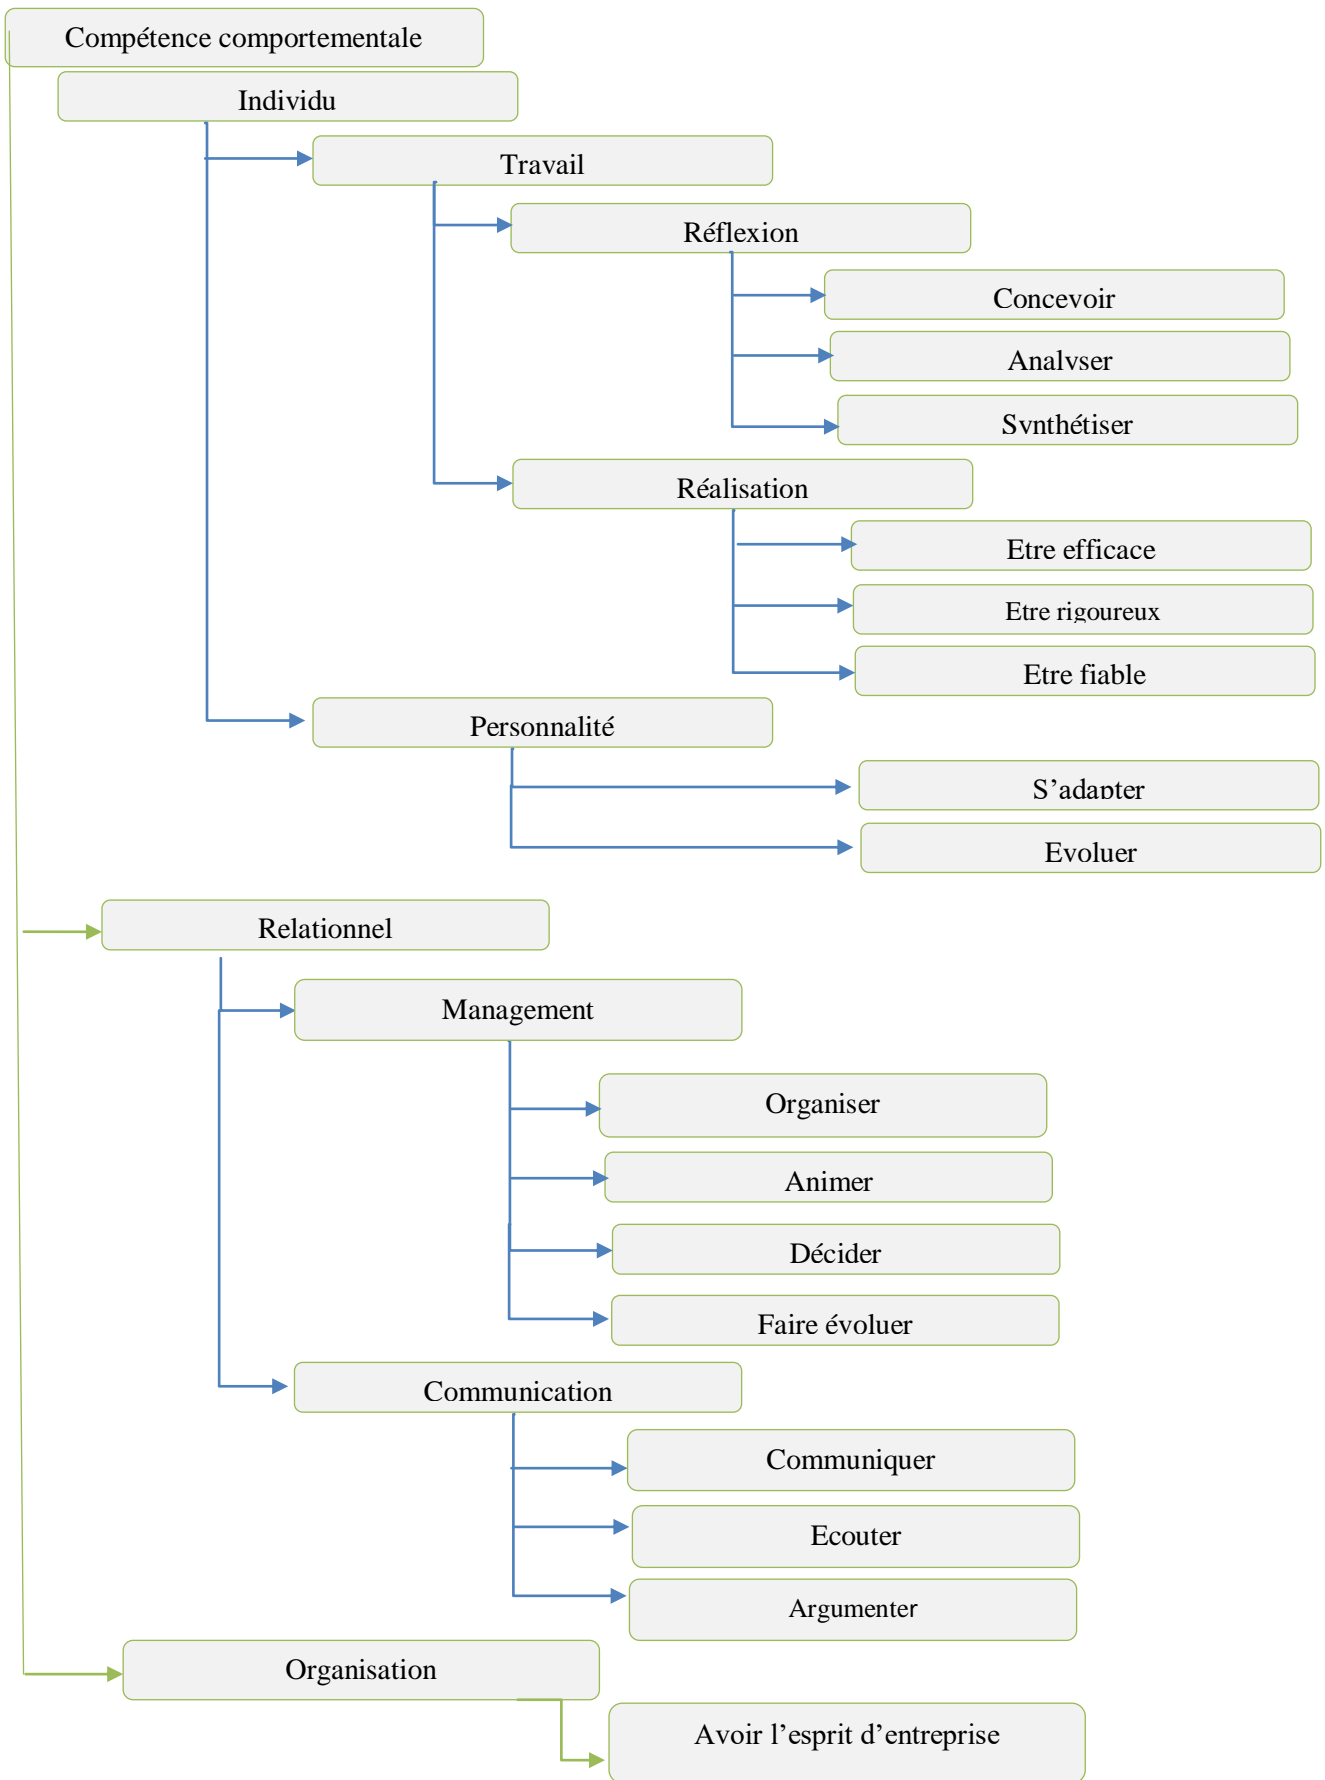 Compétence comportementale
Individu
Travail
Réflexion
Concevoir
Analyser
Synthétiser
Réalisation
Etre efficace
Etre rigoureux
Etre fiable
Personnalité
S’adapter
Evoluer
Relationnel
Management
Organiser
Animer
Décider
Faire évoluer
Communication
Communiquer
Ecouter
Argumenter
Organisation
Avoir l’esprit d’entreprise